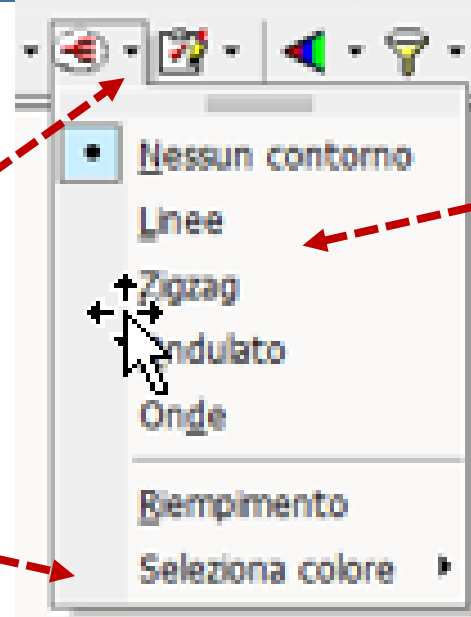 Nessun contorno
Linee
Zigzag
Ondulato
Onde
Riempimento
Seleziona colore